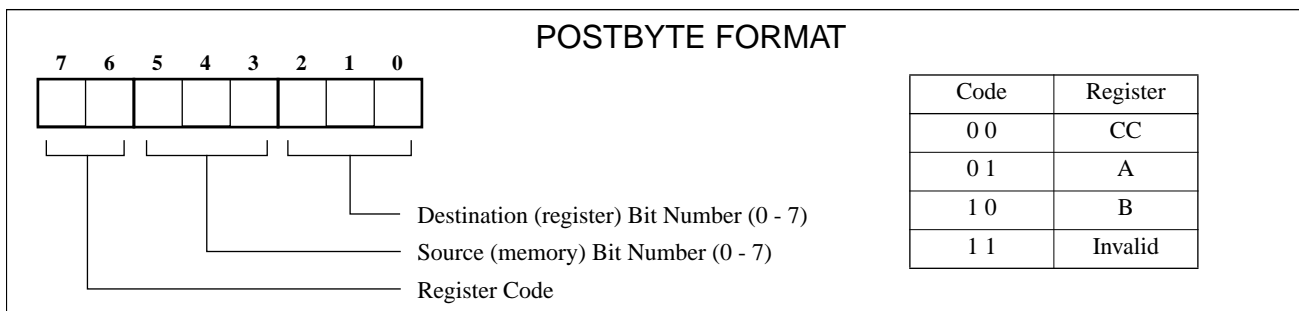 POSTBYTE FORMAT
7 6 5 4 3 2 1 0
Destination (register) Bit Number (0 - 7)
Source (memory) Bit Number (0 - 7)
Register Code
Code Register
0 0 CC
0 1 A
1 0 B
1 1 Invalid